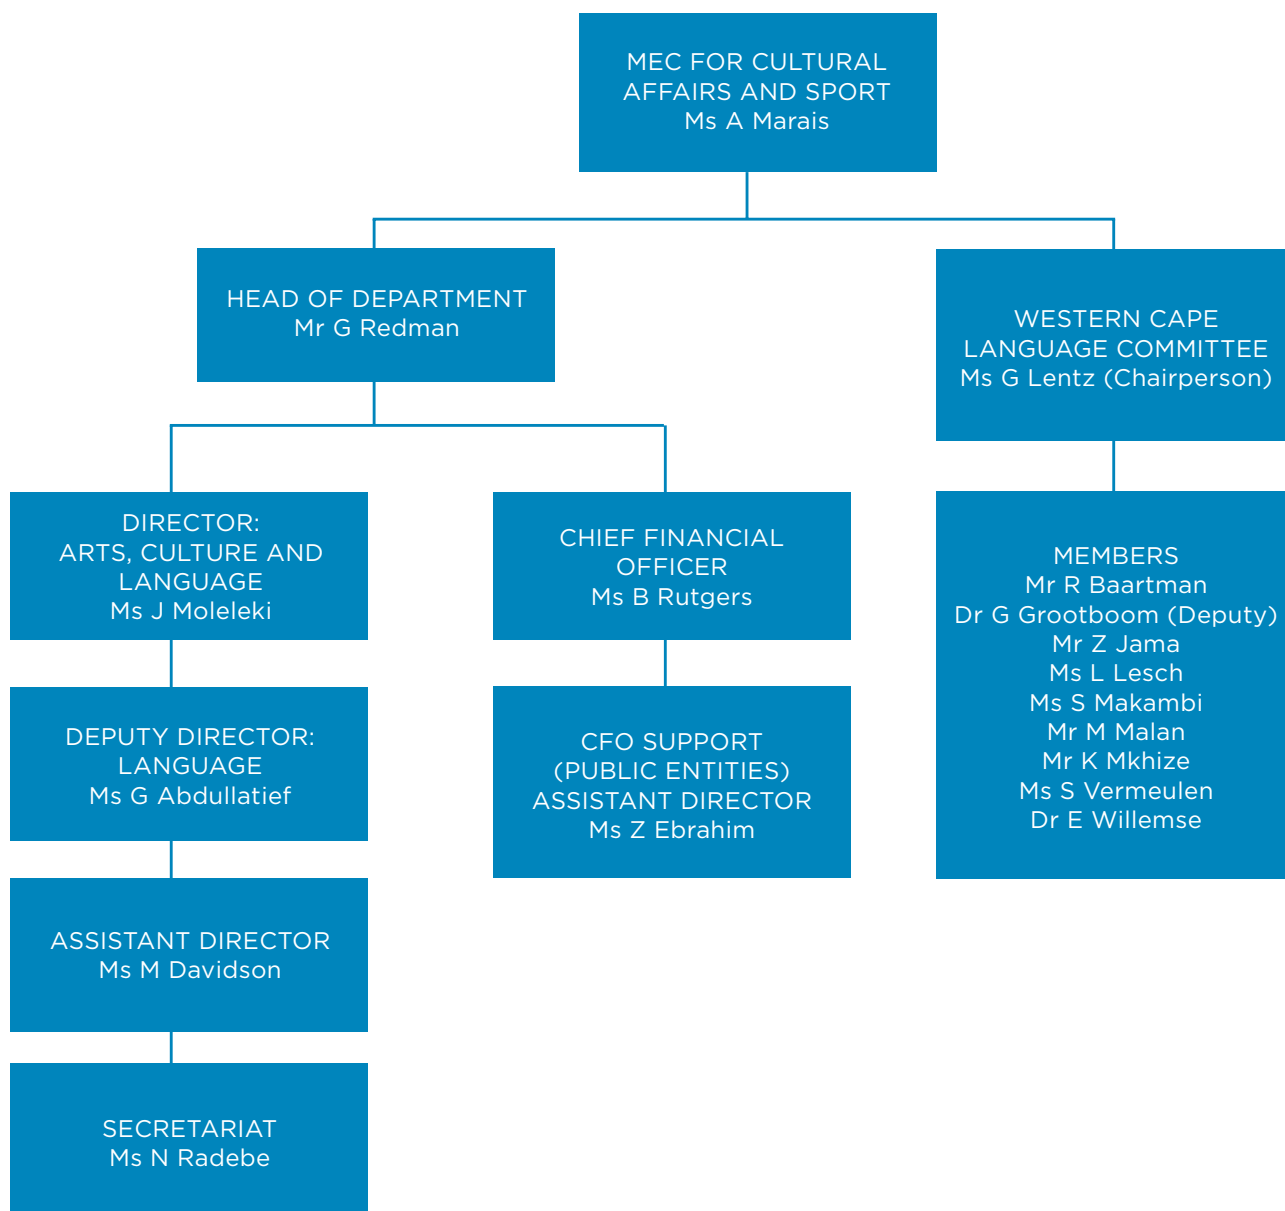 MEC FOR CULTURAL
AFFAIRS AND SPORT
Ms A Marais
HEAD OF DEPARTMENT
Mr G Redman
WESTERN CAPE
LANGUAGE COMMITTEE
Ms G Lentz (Chairperson)
DIRECTOR:
ARTS, CULTURE AND
LANGUAGE
Ms J Moleleki
CHIEF FINANCIAL
OFFICER
Ms B Rutgers
MEMBERS
Mr R Baartman
Dr G Grootboom (Deputy)
Mr Z Jama
Ms L Lesch
Ms S Makambi
Mr M Malan
Mr K Mkhize
Ms S Vermeulen
Dr E Willemse
DEPUTY DIRECTOR:
LANGUAGE
Ms G Abdullatief
CFO SUPPORT
(PUBLIC ENTITIES)
ASSISTANT DIRECTOR
Ms Z Ebrahim
ASSISTANT DIRECTOR
Ms M Davidson
SECRETARIAT
Ms N Radebe